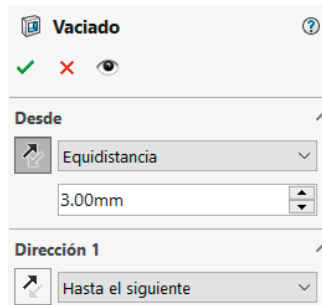 Vaciado
Desde
Equidistancia
3.00mm
Dirección 1
Hasta el siguiente